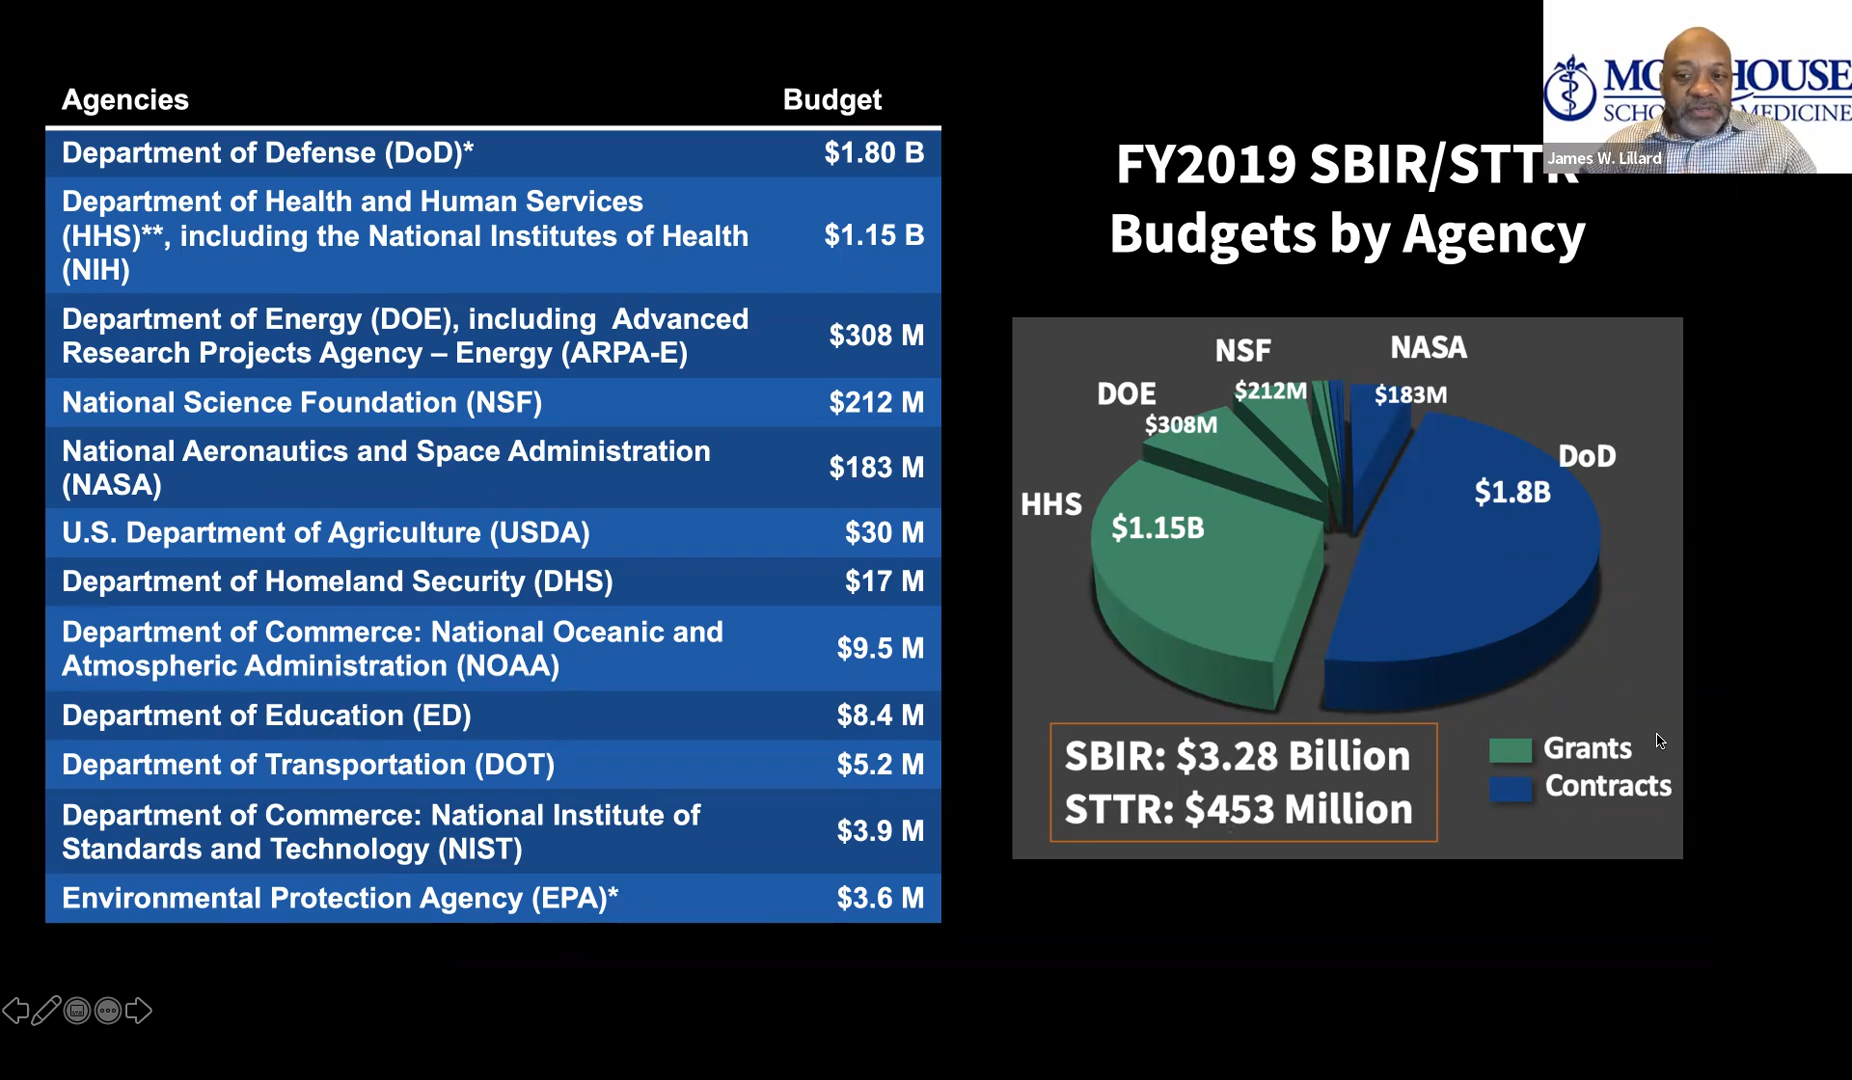 Agencies Budget
Department of Defense (DoD)* $1.80 B
Department of Health and Human Services
(HHS)**, including the National Institutes of Health $1.15 B
(NIH)
Department of Energy (DOE), including Advanced
Research Projects Agency – Energy (ARPA-E) $308 M
National Science Foundation (NSF) $212 M
National Aeronautics and Space Administration
(NASA) $183 M
U.S. Department of Agriculture (USDA) $30 M
Department of Homeland Security (DHS) $17 M
Department of Commerce: National Oceanic and
Atmospheric Administration (NOAA) $9.5 M
Department of Education (ED) $8.4 M
Department of Transportation (DOT) $5.2 M
Department of Commerce: National Institute of
Standards and Technology (NIST) $3.9 M
Environmental Protection Agency (EPA)* $3.6 M
James W. Lillard
FY2019 SBIR/STTR
Budgets by Agency
NSF
$212M
NASA
$183M
DOE
$308M
DoD
$1.8B
HHS
$1.15B
SBIR: $3.28 Billion
STTR: $453 Million
Grants
Contracts